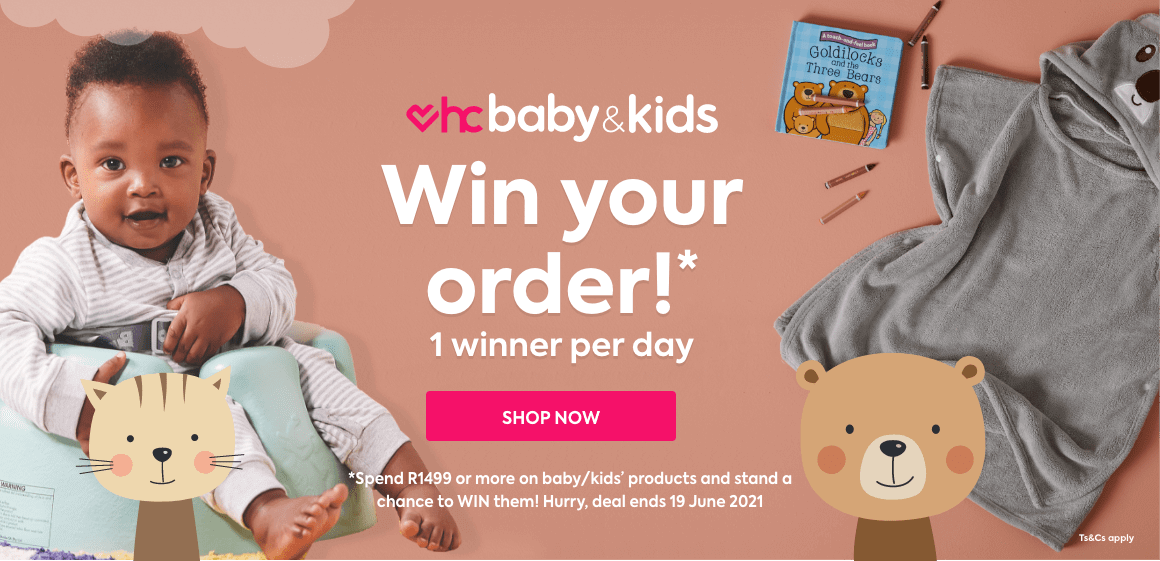 A touch-and-feel book
Goldilocks
and the
Three Bears
hc baby&kids
Win your
order!*
1 winner per day
SHOP NOW
*Spend R1499 or more on baby/kids' products and stand a
chance to WIN them! Hurry, deal ends 19 June 2021
WARNING
Ts&Cs apply